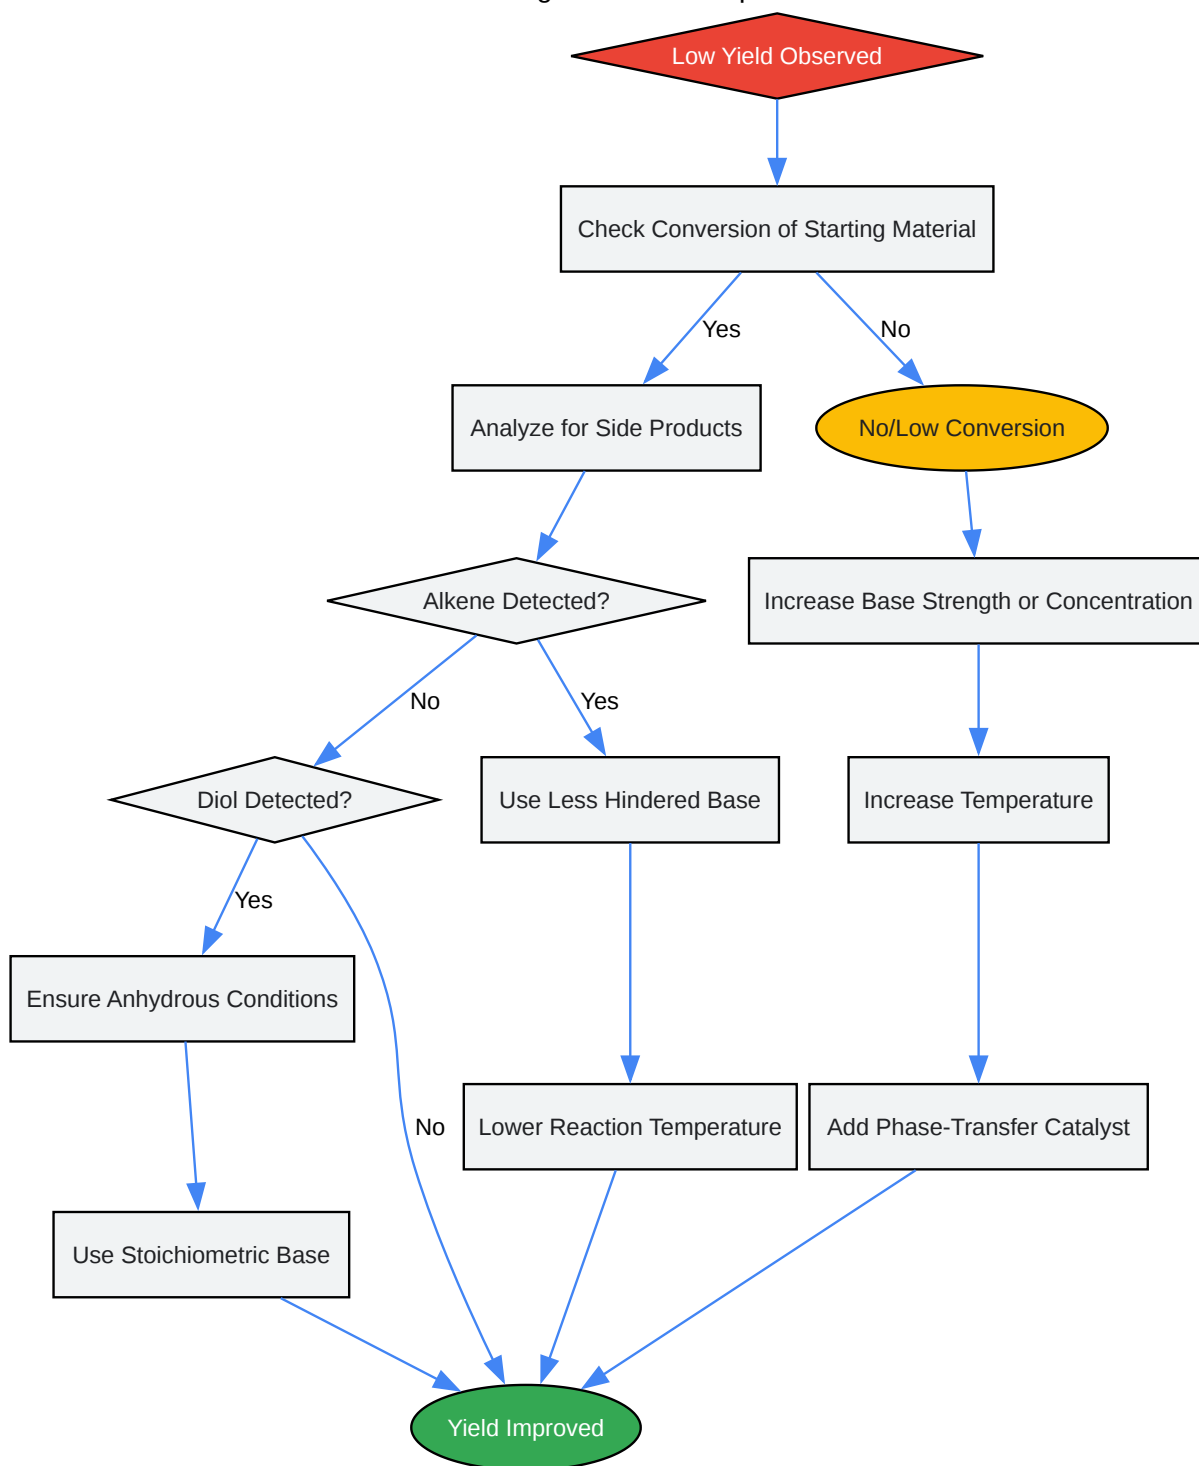 Low Yield Observed
Check Conversion of Starting Material
Yes
No
Analyze for Side Products
No/Low Conversion
Alkene Detected?
Increase Base Strength or Concentration
No
Yes
Diol Detected?
Use Less Hindered Base
Increase Temperature
Yes
Ensure Anhydrous Conditions
No
Lower Reaction Temperature
Add Phase-Transfer Catalyst
Use Stoichiometric Base
Yield Improved